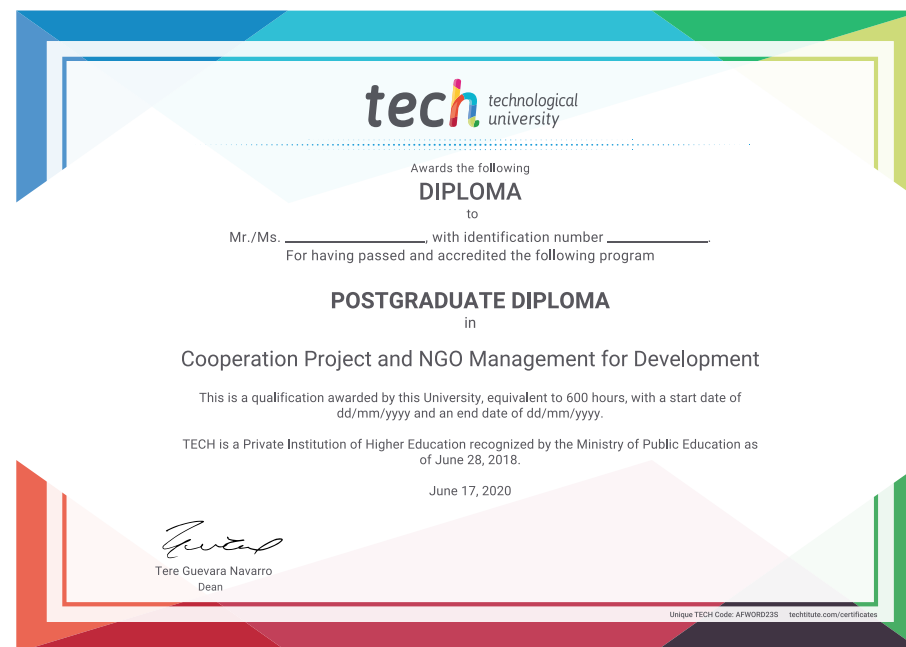 tech technological
university
Awards the following
DIPLOMA
to
Mr./Ms. ____________________, with identification number ______________.
For having passed and accredited the following program
POSTGRADUATE DIPLOMA
in
Cooperation Project and NGO Management for Development
This is a qualification awarded by this University, equivalent to 600 hours, with a start date of
dd/mm/yyyy and an end date of dd/mm/yyyy.
TECH is a Private Institution of Higher Education recognized by the Ministry of Public Education as
of June 28, 2018.
June 17, 2020
Tere Guevara Navarro
Dean
Unique TECH Code: AFWORD23S techtitute.com/certificates